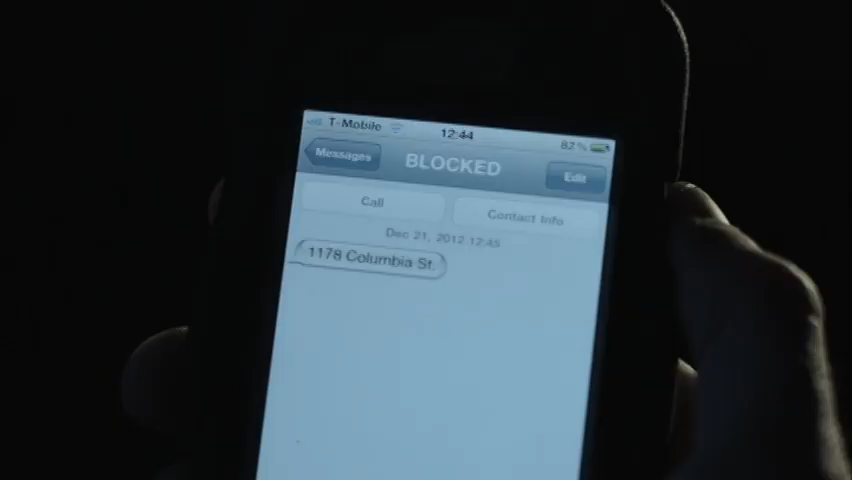 T-Mobile 12:44 82%
Messages BLOCKED Edit
Call Contact Info
Dec 21, 2012 12:45
1178 Columbia St.